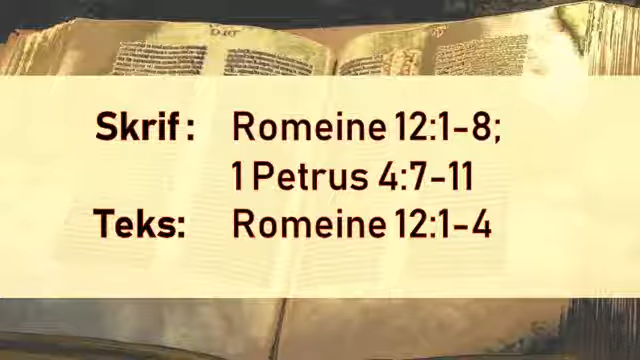 Skrif: Romeine 12:1-8;
1 Petrus 4:7-11
Teks: Romeine 12:1-4